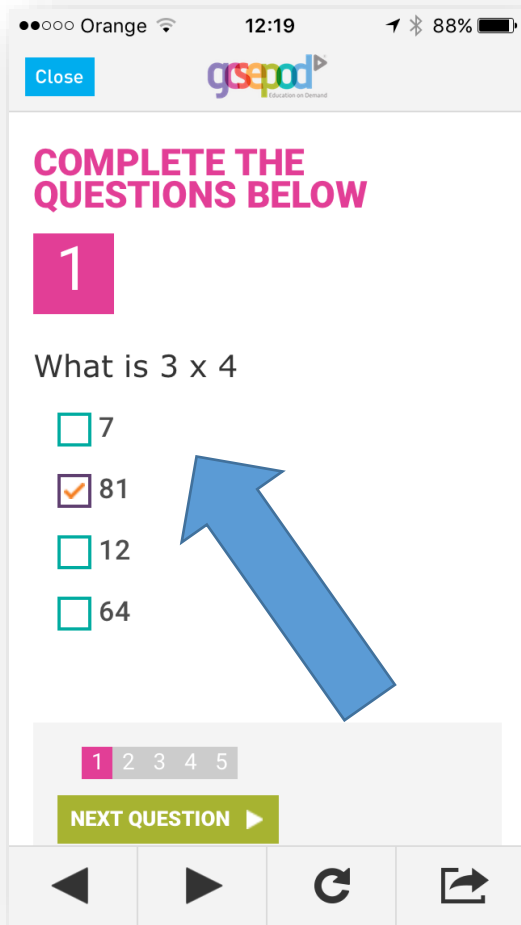 Orange 12:19 88%
Close gcsepod
Education on Demand
COMPLETE THE
QUESTIONS BELOW
1
What is 3 x 4
7
81
12
64
1 2 3 4 5
NEXT QUESTION